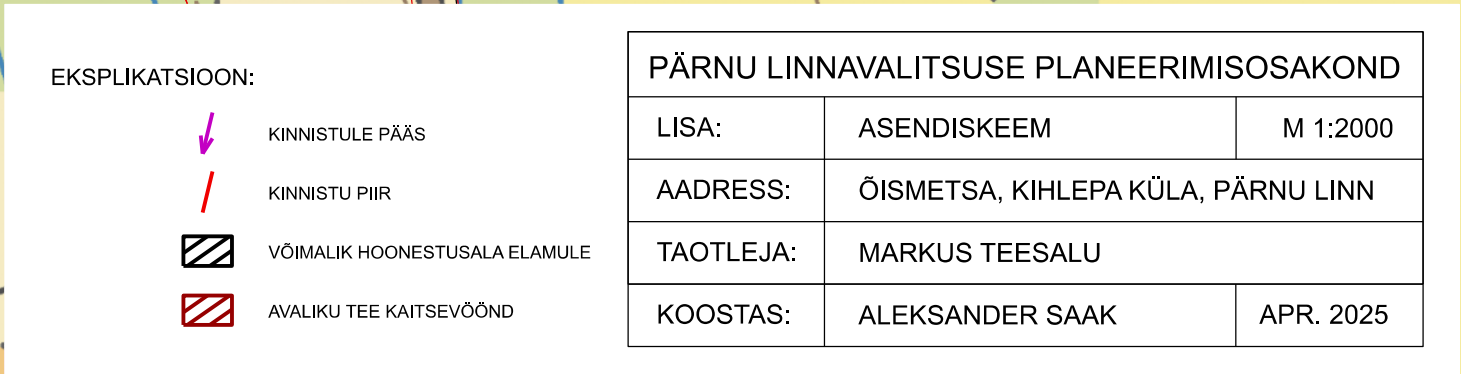 EKSPLIKATSIOON:
KINNISTULE PÄÄS
KINNISTU PIIR
VÕIMALIK HOONESTUSALA ELAMULE
AVALIKU TEE KAITSEVÖÖND
PÄRNU LINNAVALITSUSE PLANEERIMISOSAKOND
LISA: ASENDISKEEM M 1:2000
AADRESS: ÕISMETSA, KIHLEPA KÜLA, PÄRNU LINN
TAOTLEJA: MARKUS TEESALU
KOOSTAS: ALEKSANDER SAAK APR. 2025